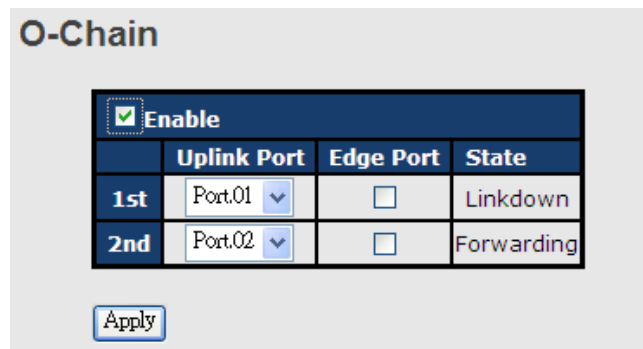 O-Chain
Enable
Uplink Port Edge Port State
1st Port.01 Linkdown
2nd Port.02 Forwarding
Apply